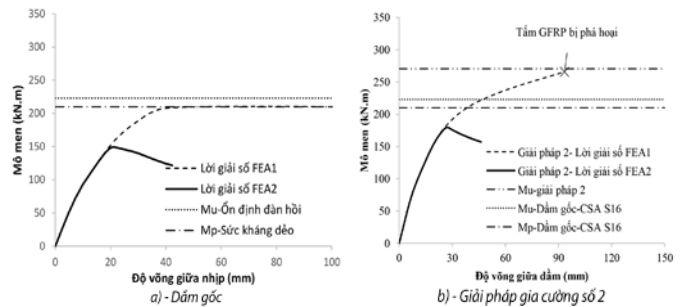 350
300
250
200
150
100
50
0
Mô men (kN.m)
0 20 40 60 80 100
Độ võng giữa nhịp (mm)
Lời giải số FEA1
Lời giải số FEA2
Mu-Ổn định đàn hồi
Mp-Sức kháng dẻo
a) - Dầm gốc
Tấm GFRP bị phá hoại
350
300
250
200
150
100
50
0
Mô men (kN.m)
0 30 60 90 120 150
Độ võng giữa dầm (mm)
Giải pháp 2- Lời giải số FEA1
Giải pháp 2- Lời giải số FEA2
Mu-giải pháp 2
Mu-Dầm gốc-CSA S16
Mp-Dầm gốc-CSA S16
b) - Giải pháp gia cường số 2